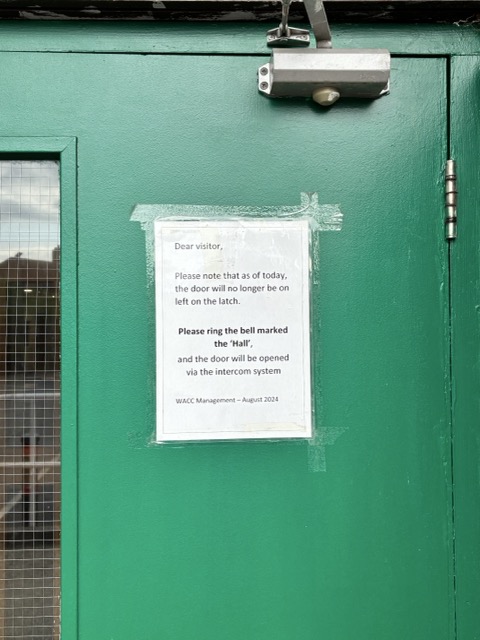 Dear visitor,
Please note that as of today,
the door will no longer be on
left on the latch.
Please ring the bell marked
the ‘Hall’,
and the door will be opened
via the intercom system
WACC Management – August 2024